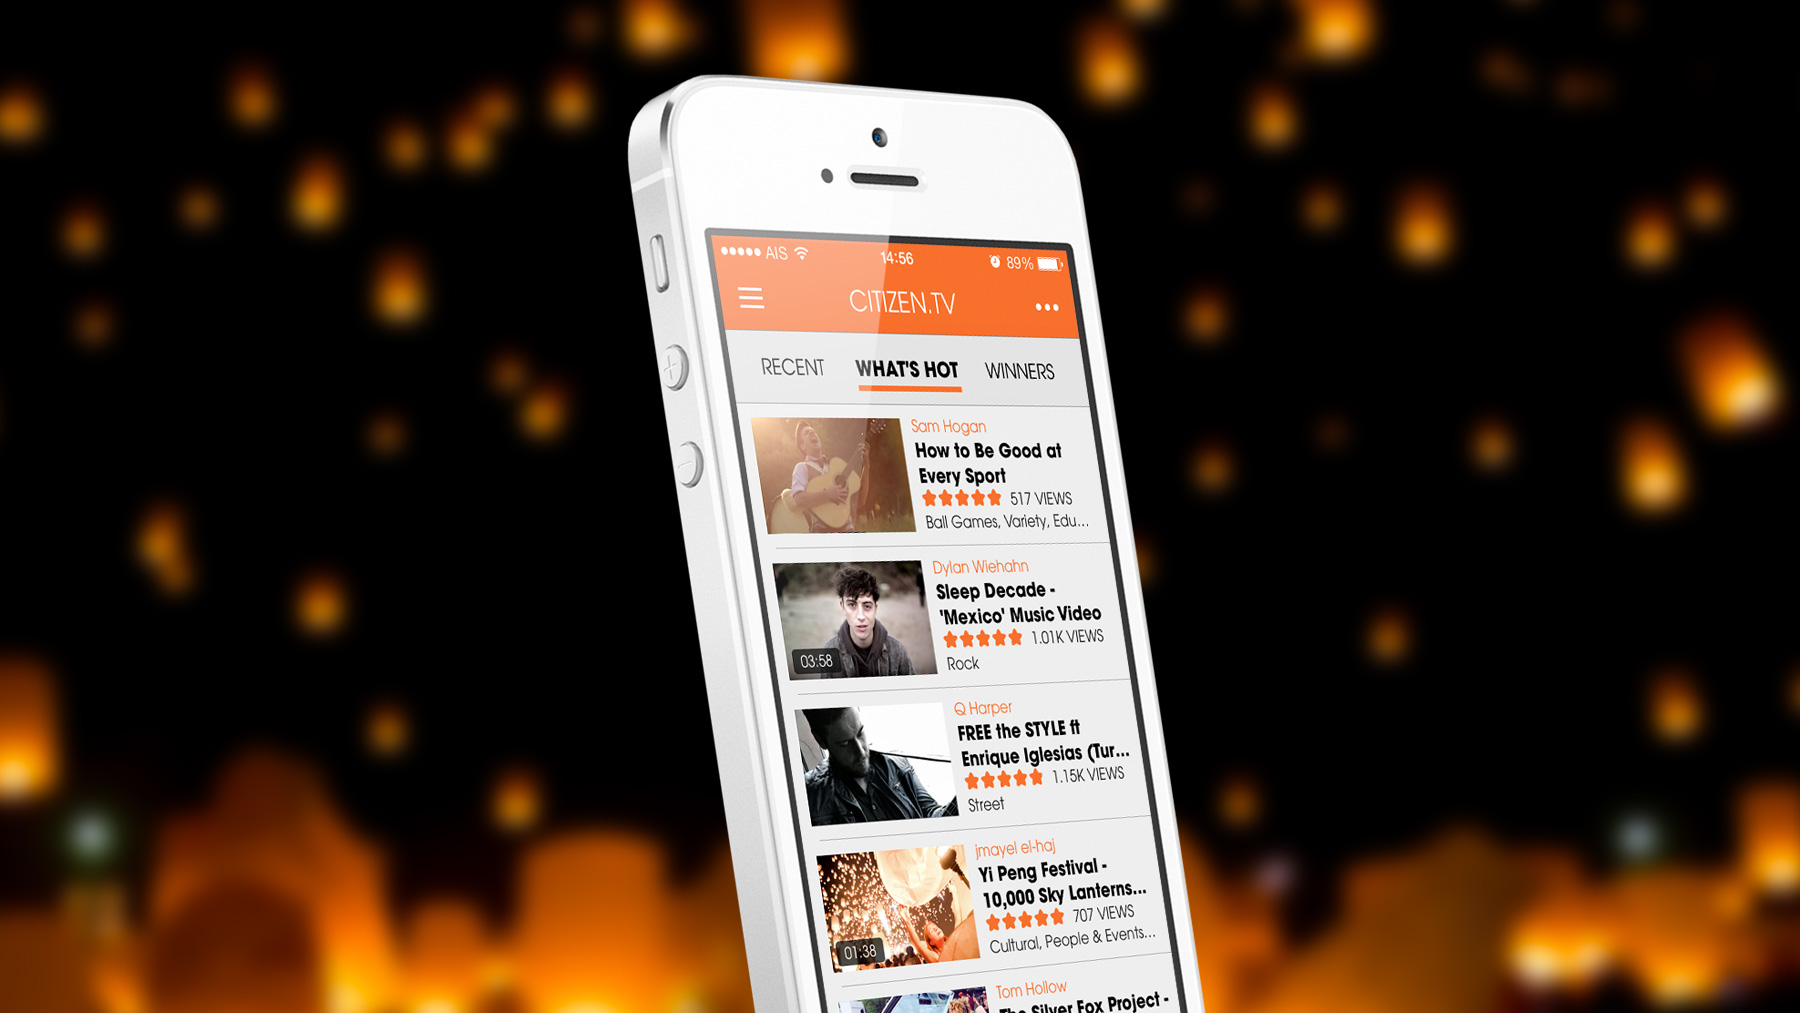 AIS 14:56 89%
CITIZEN.TV
RECENT WHAT'S HOT WINNERS
Sam Hogan
How to Be Good at
Every Sport
517 VIEWS
Ball Games, Variety, Edu...
03:58
Dylan Wiehahn
Sleep Decade -
'Mexico' Music Video
1.01K VIEWS
Rock
Q Harper
FREE the STYLE ft
Enrique Iglesias (Tur...
1.15K VIEWS
Street
01:38
jmayel el-haj
Yi Peng Festival -
10,000 Sky Lanterns...
707 VIEWS
Cultural, People & Events...
Tom Hollow
The Silver Fox Project -